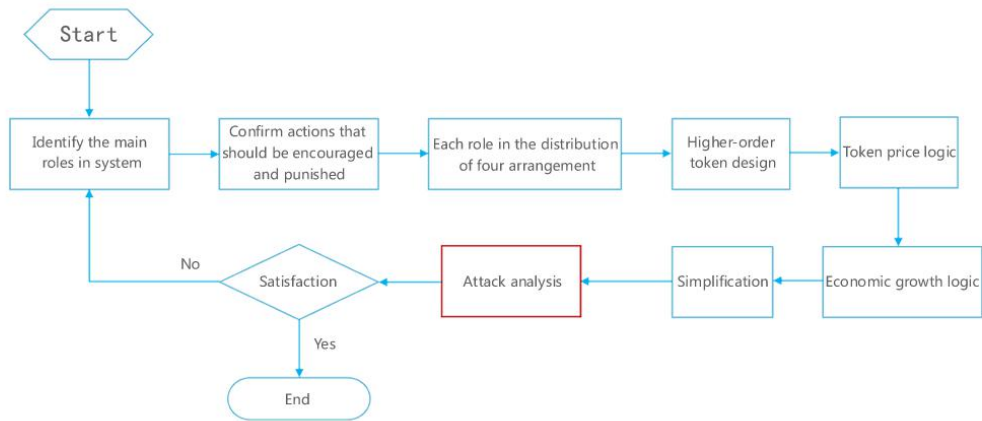 Start
Identify the main
roles in system
Confirm actions that
should be encouraged
and punished
Each role in the distribution
of four arrangement
Higher-order
token design
Token price logic
Economic growth logic
Simplification
Attack analysis
Satisfaction
No
Yes
End